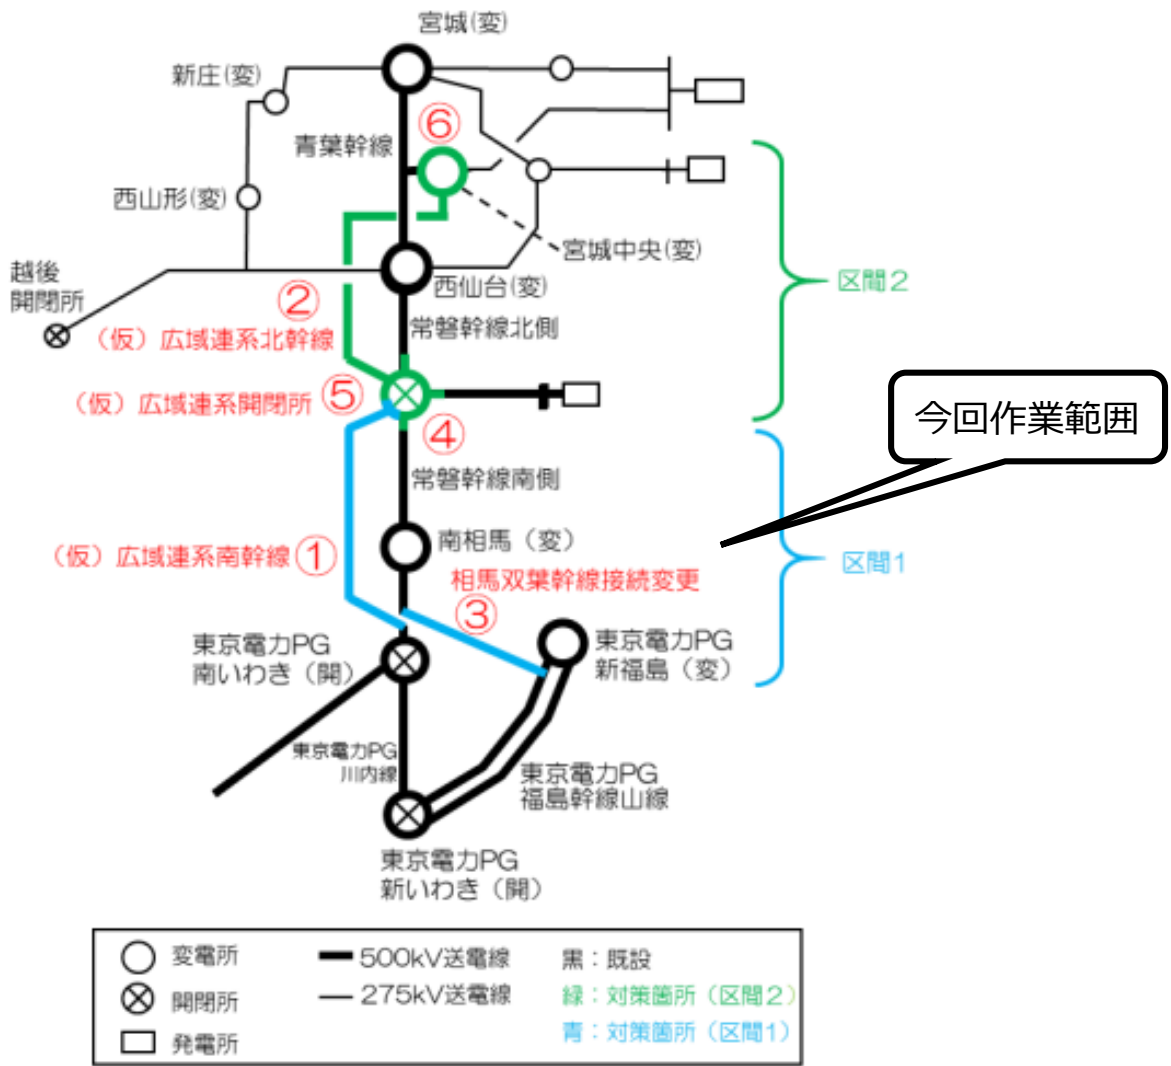 宮城(変)
新庄(変)
⑥
青葉幹線
西山形(変)
宮城中央(変)
越後
開閉所
西仙台(変)
区間2
②
常磐幹線北側
（仮）広域連系北幹線
⑤
（仮）広域連系開閉所
今回作業範囲
④
常磐幹線南側
南相馬（変）
（仮）広域連系南幹線
①
区間1
相馬双葉幹線接続変更
③
東京電力PG
南いわき（開）
東京電力PG
新福島（変）
東京電力PG
川内線
東京電力PG
福島幹線山線
東京電力PG
新いわき（開）
変電所
500kV送電線
黒：既設
開閉所
275kV送電線
緑：対策箇所（区間2）
発電所
青：対策箇所（区間1）